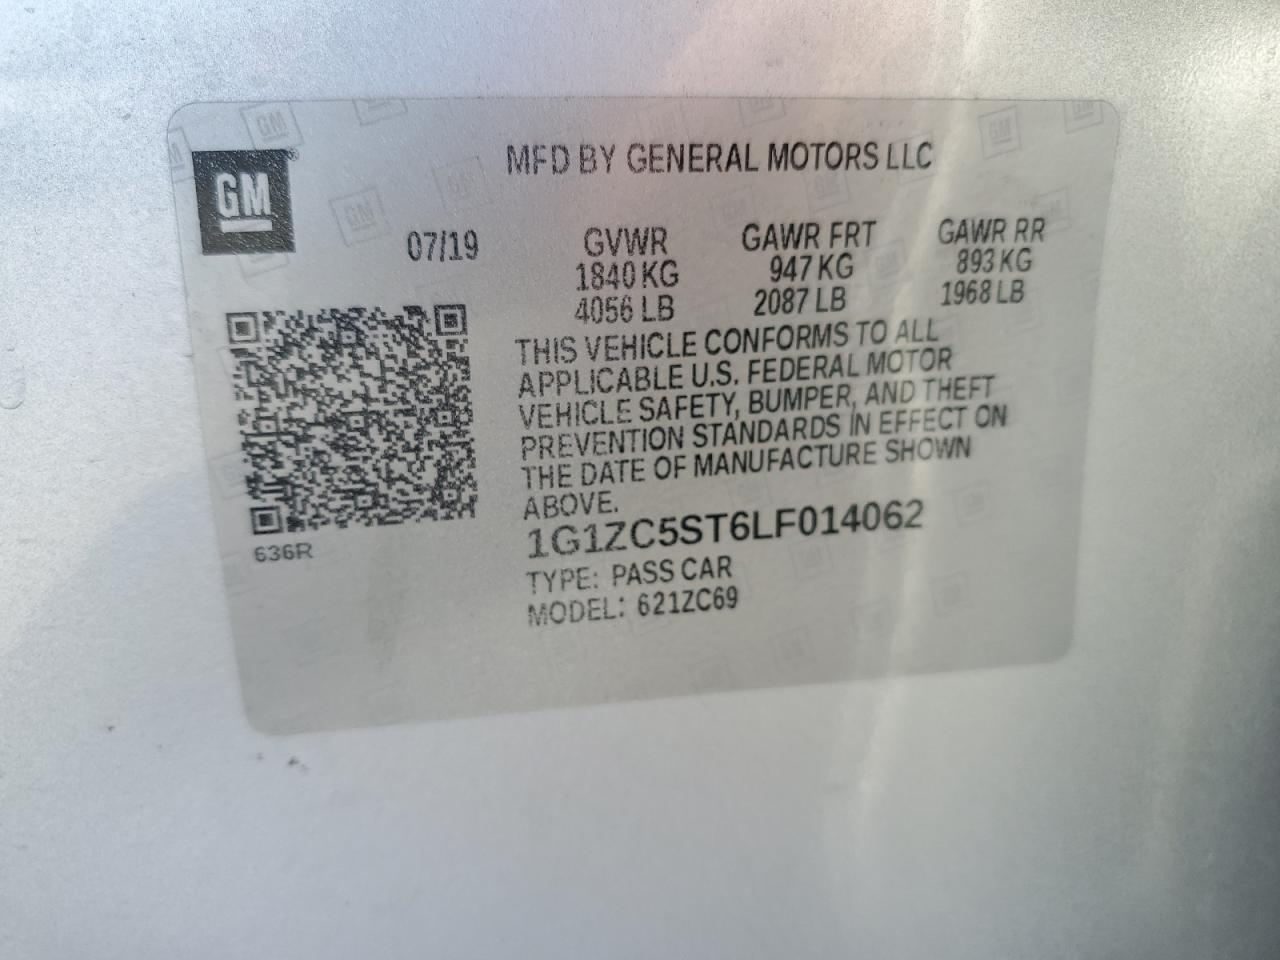 GM
MFD BY GENERAL MOTORS LLC
07/19
GVWR
1840 KG
4056 LB
GAWR FRT
947 KG
2087 LB
GAWR RR
893 KG
1968 LB
THIS VEHICLE CONFORMS TO ALL
APPLICABLE U.S. FEDERAL MOTOR
VEHICLE SAFETY, BUMPER, AND THEFT
PREVENTION STANDARDS IN EFFECT ON
THE DATE OF MANUFACTURE SHOWN
ABOVE.
1G1ZC5ST6LF014062
TYPE: PASS CAR
MODEL: 621ZC69
636R